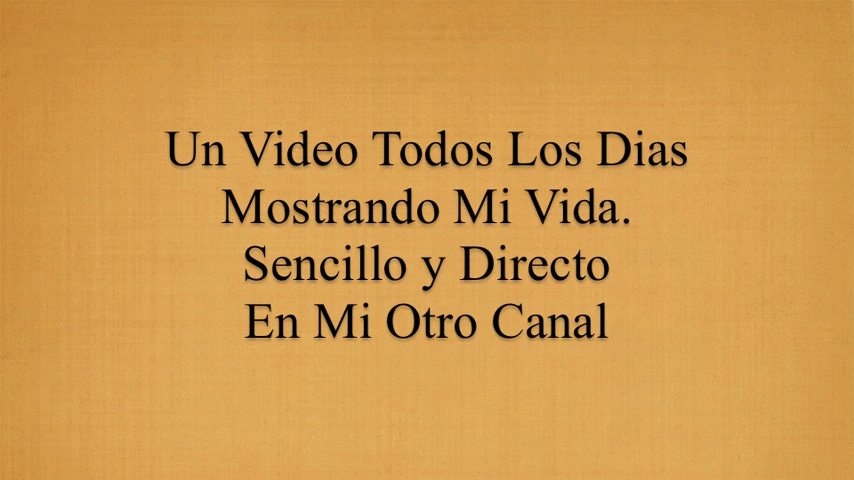 Un Video Todos Los Dias
Mostrando Mi Vida.
Sencillo y Directo
En Mi Otro Canal